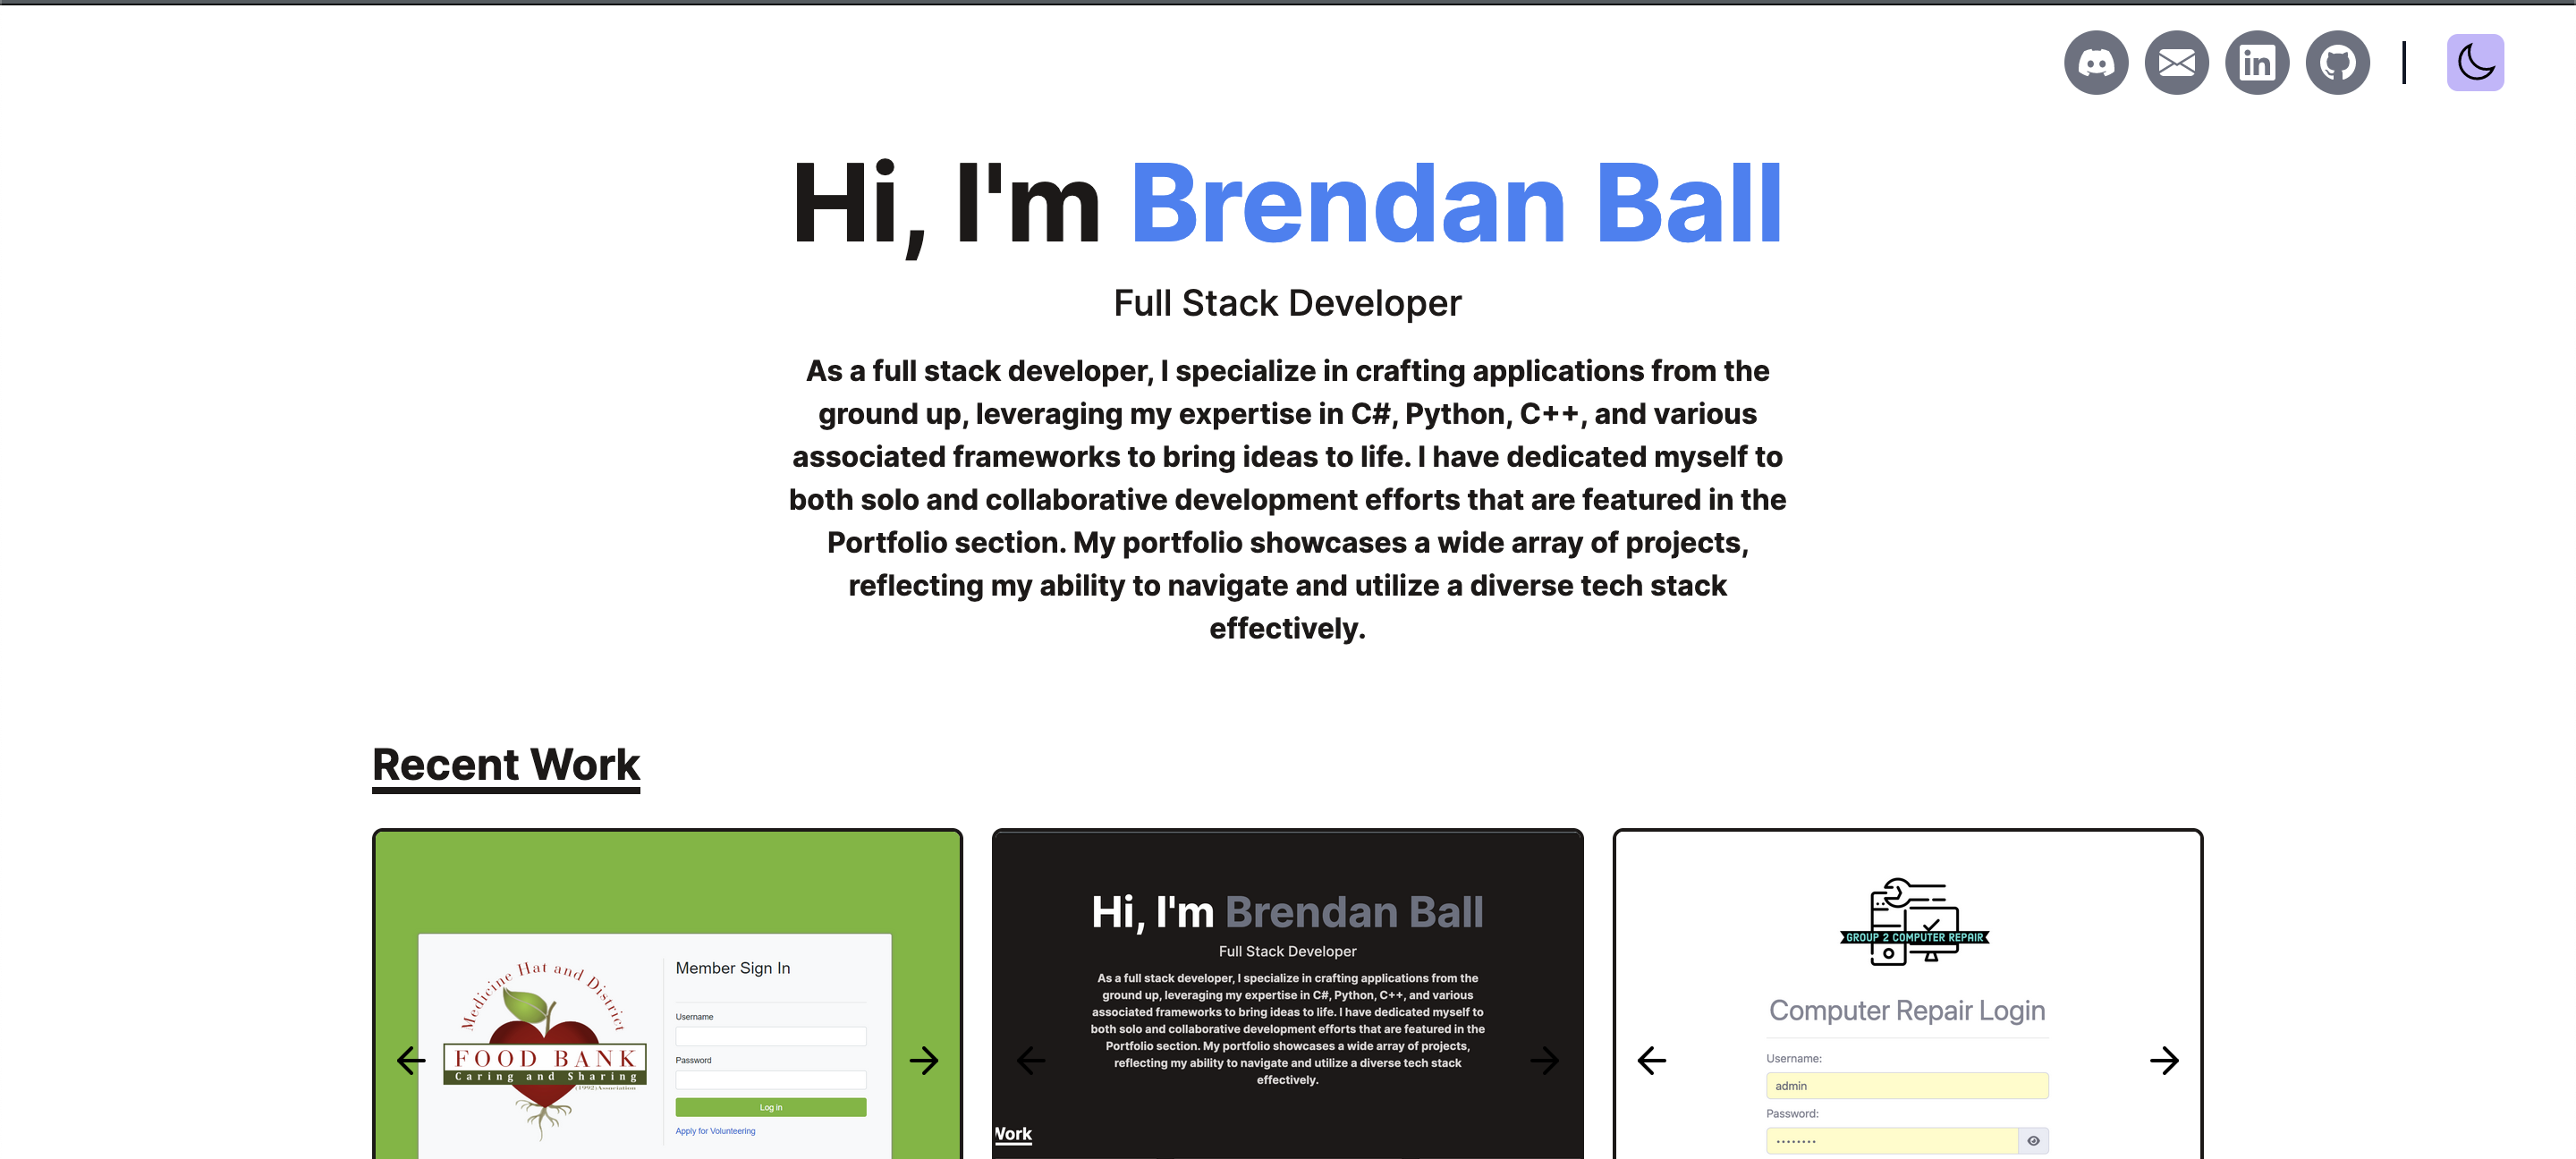 Hi, I'm Brendan Ball
Full Stack Developer
As a full stack developer, I specialize in crafting applications from the
ground up, leveraging my expertise in C#, Python, C++, and various
associated frameworks to bring ideas to life. I have dedicated myself to
both solo and collaborative development efforts that are featured in the
Portfolio section. My portfolio showcases a wide array of projects,
reflecting my ability to navigate and utilize a diverse tech stack
effectively.
Recent Work
Medicine Hat and District
FOOD BANK
Caring and Sharing
(1992) Association
Member Sign In
Username
Password
Log in
Apply for Volunteering
Hi, I'm Brendan Ball
Full Stack Developer
As a full stack developer, I specialize in crafting applications from the
ground up, leveraging my expertise in C#, Python, C++, and various
associated frameworks to bring ideas to life. I have dedicated myself to
both solo and collaborative development efforts that are featured in the
Portfolio section. My portfolio showcases a wide array of projects,
reflecting my ability to navigate and utilize a diverse tech stack
effectively.
Work
GROUP 2 COMPUTER REPAIR
Computer Repair Login
Username:
admin
Password: